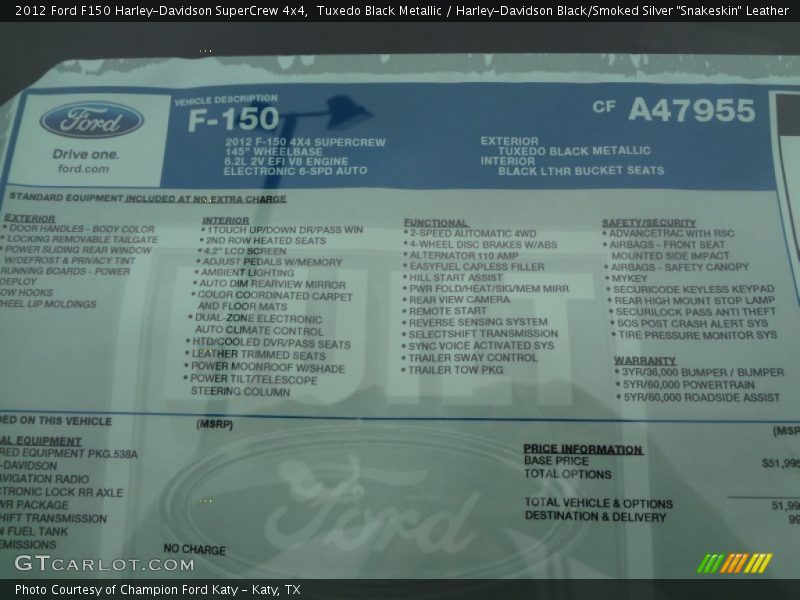 2012 Ford F150 Harley-Davidson SuperCrew 4x4, Tuxedo Black Metallic / Harley-Davidson Black/Smoked Silver "Snakeskin" Leather
Ford
Drive one.
ford.com
VEHICLE DESCRIPTION
F-150
2012 F-150 4X4 SUPERCREW
145" WHEELBASE
6.2L 2V EFI V8 ENGINE
ELECTRONIC 6-SPD AUTO
CF A47955
EXTERIOR
TUXEDO BLACK METALLIC
INTERIOR
BLACK LTHR BUCKET SEATS
STANDARD EQUIPMENT INCLUDED AT NO EXTRA CHARGE
EXTERIOR
• DOOR HANDLES - BODY COLOR
• LOCKING REMOVABLE TAILGATE
• POWER SLIDING REAR WINDOW
W/DEFROST & PRIVACY TINT
RUNNING BOARDS - POWER
DEPLOY
TOW HOOKS
WHEEL LIP MOLDINGS
INTERIOR
• 1TOUCH UP/DOWN DR/PASS WIN
• 2ND ROW HEATED SEATS
• 4.2" LCD SCREEN
• ADJUST PEDALS W/MEMORY
• AMBIENT LIGHTING
• AUTO DIM REARVIEW MIRROR
• COLOR COORDINATED CARPET
AND FLOOR MATS
• DUAL-ZONE ELECTRONIC
AUTO CLIMATE CONTROL
• HTD/COOLED DVR/PASS SEATS
• LEATHER TRIMMED SEATS
• POWER MOONROOF W/SHADE
• POWER TILT/TELESCOPE
STEERING COLUMN
FUNCTIONAL
• 2-SPEED AUTOMATIC 4WD
• 4-WHEEL DISC BRAKES W/ABS
• ALTERNATOR 110 AMP
• EASYFUEL CAPLESS FILLER
• HILL START ASSIST
• PWR FOLD/HEAT/SIG/MEM MIRR
• REAR VIEW CAMERA
• REMOTE START
• REVERSE SENSING SYSTEM
• SELECTSHIFT TRANSMISSION
• SYNC VOICE ACTIVATED SYS
• TRAILER SWAY CONTROL
• TRAILER TOW PKG
SAFETY/SECURITY
• ADVANCETRAC WITH RSC
• AIRBAGS - FRONT SEAT
MOUNTED SIDE IMPACT
• AIRBAGS - SAFETY CANOPY
• MYKEY
• SECURICODE KEYLESS KEYPAD
• REAR HIGH MOUNT STOP LAMP
• SECURILOCK PASS ANTI THEFT
• SOS POST CRASH ALERT SYS
• TIRE PRESSURE MONITOR SYS
WARRANTY
• 3YR/36,000 BUMPER / BUMPER
• 5YR/60,000 POWERTRAIN
• 5YR/60,000 ROADSIDE ASSIST
DED ON THIS VEHICLE
(MSRP)
AL EQUIPMENT
RED EQUIPMENT PKG.538A
-DAVIDSON
AVIGATION RADIO
CTRONIC LOCK RR AXLE
WR PACKAGE
HIFT TRANSMISSION
N FUEL TANK
EMISSIONS
NO CHARGE
Ford
(MSR
PRICE INFORMATION
BASE PRICE $51,995
TOTAL OPTIONS
TOTAL VEHICLE & OPTIONS 51,99
DESTINATION & DELIVERY 99
GTCARLOT.COM
Photo Courtesy of Champion Ford Katy - Katy, TX